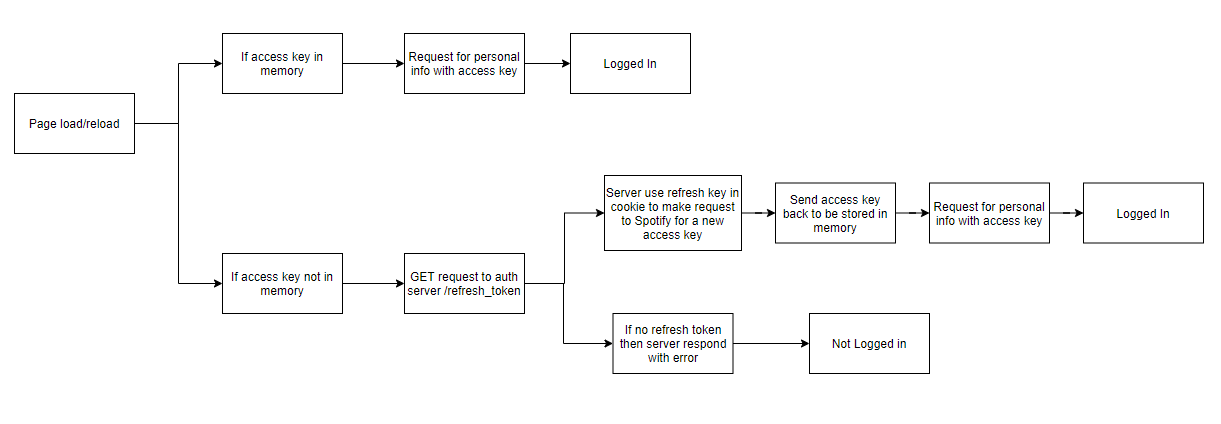 If access key in
memory
Request for personal
info with access key
Logged In
Page load/reload
Server use refresh key in
cookie to make request
to Spotify for a new
access key
Send access key
back to be stored in
memory
Request for personal
info with access key
Logged In
If access key not in
memory
GET request to auth
server /refresh_token
If no refresh token
then server respond
with error
Not Logged in